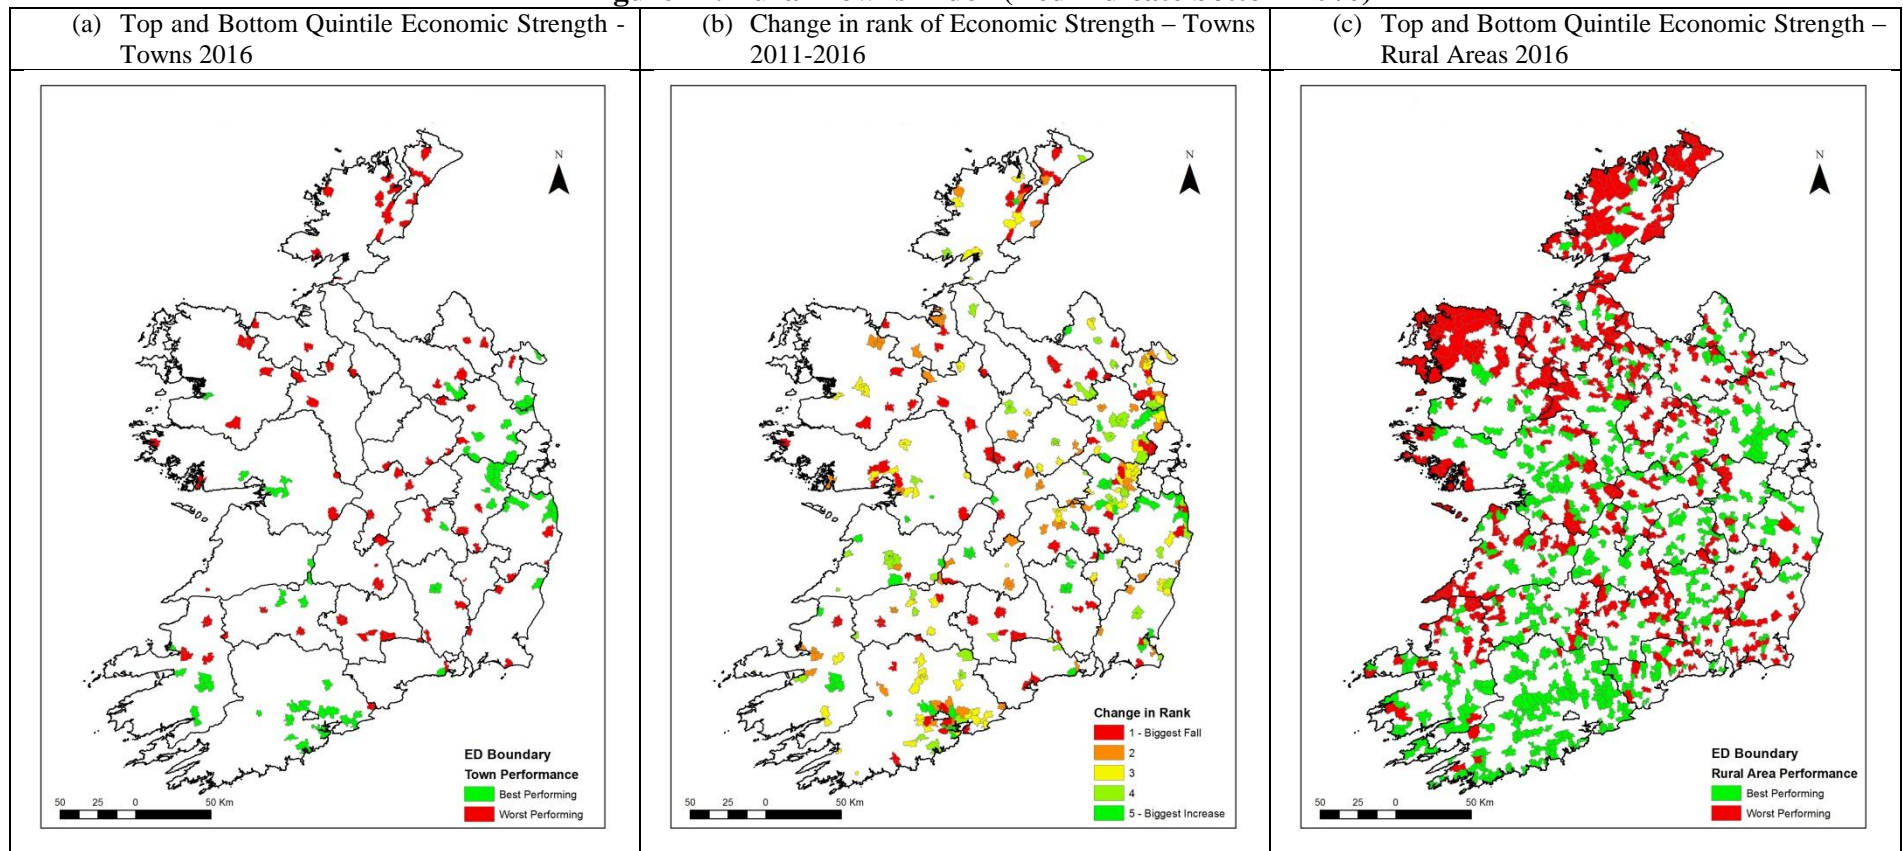 (a) Top and Bottom Quintile Economic Strength -
Towns 2016
(b) Change in rank of Economic Strength – Towns
2011-2016
(c) Top and Bottom Quintile Economic Strength –
Rural Areas 2016
N
ED Boundary
Town Performance
Best Performing
Worst Performing
50 25 0 50 Km
N
Change in Rank
1 - Biggest Fall
2
3
4
5 - Biggest Increase
50 25 0 50 Km
N
ED Boundary
Rural Area Performance
Best Performing
Worst Performing
50 25 0 50 Km